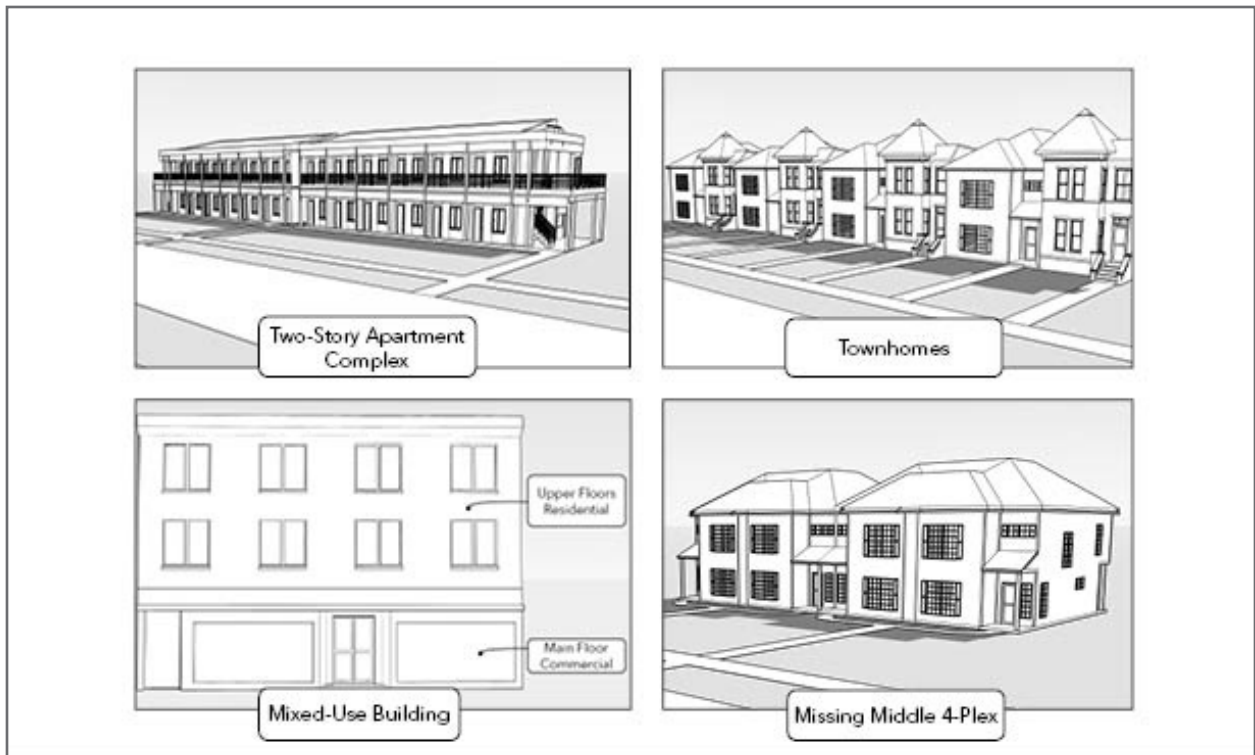 Two-Story Apartment
Complex
Townhomes
Upper Floors
Residential
Main Floor
Commercial
Mixed-Use Building
Missing Middle 4-Plex